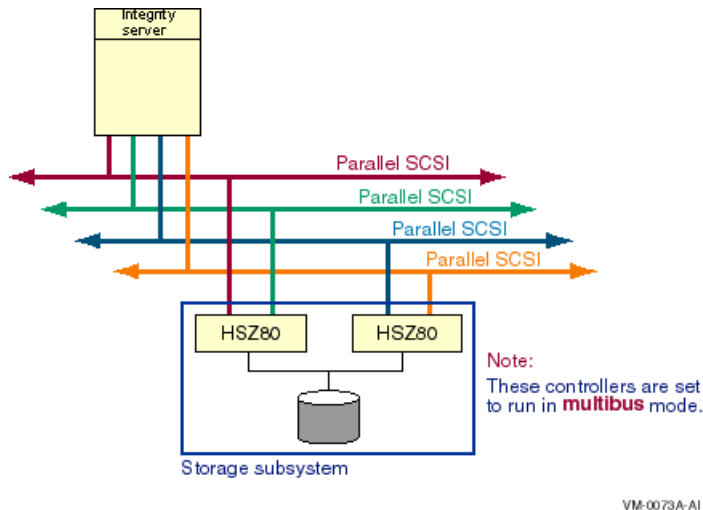 Integrity
server
Parallel SCSI
Parallel SCSI
Parallel SCSI
Parallel SCSI
HSZ80
HSZ80
Note:
These controllers are set
to run in multibus mode.
Storage subsystem
VM-0073A-AI